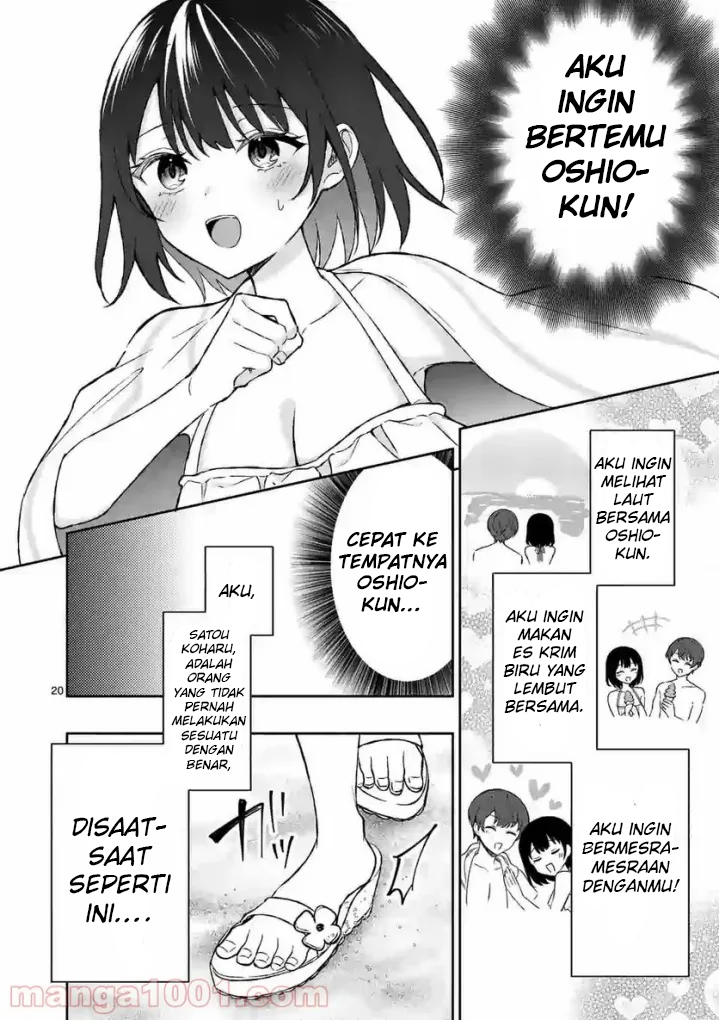 AKU
INGIN
BERTEMU
OSHIO-
KUN!
AKU INGIN
MELIHAT
LAUT
BERSAMA
OSHIO-
KUN.
AKU INGIN
MAKAN
ES KRIM
BIRU YANG
LEMBUT
BERSAMA.
AKU INGIN
BERMESRA-
MESRAAN
DENGANMU!
CEPAT KE
TEMPATNYA
OSHIO-
KUN...
AKU,
SATOU
KOHARU,
ADALAH
ORANG
YANG TIDAK
PERNAH
MELAKUKAN
SESUATU
DENGAN
BENAR,
20
DISAAT-
SAAT
SEPERTI
INI....
manga1001.com